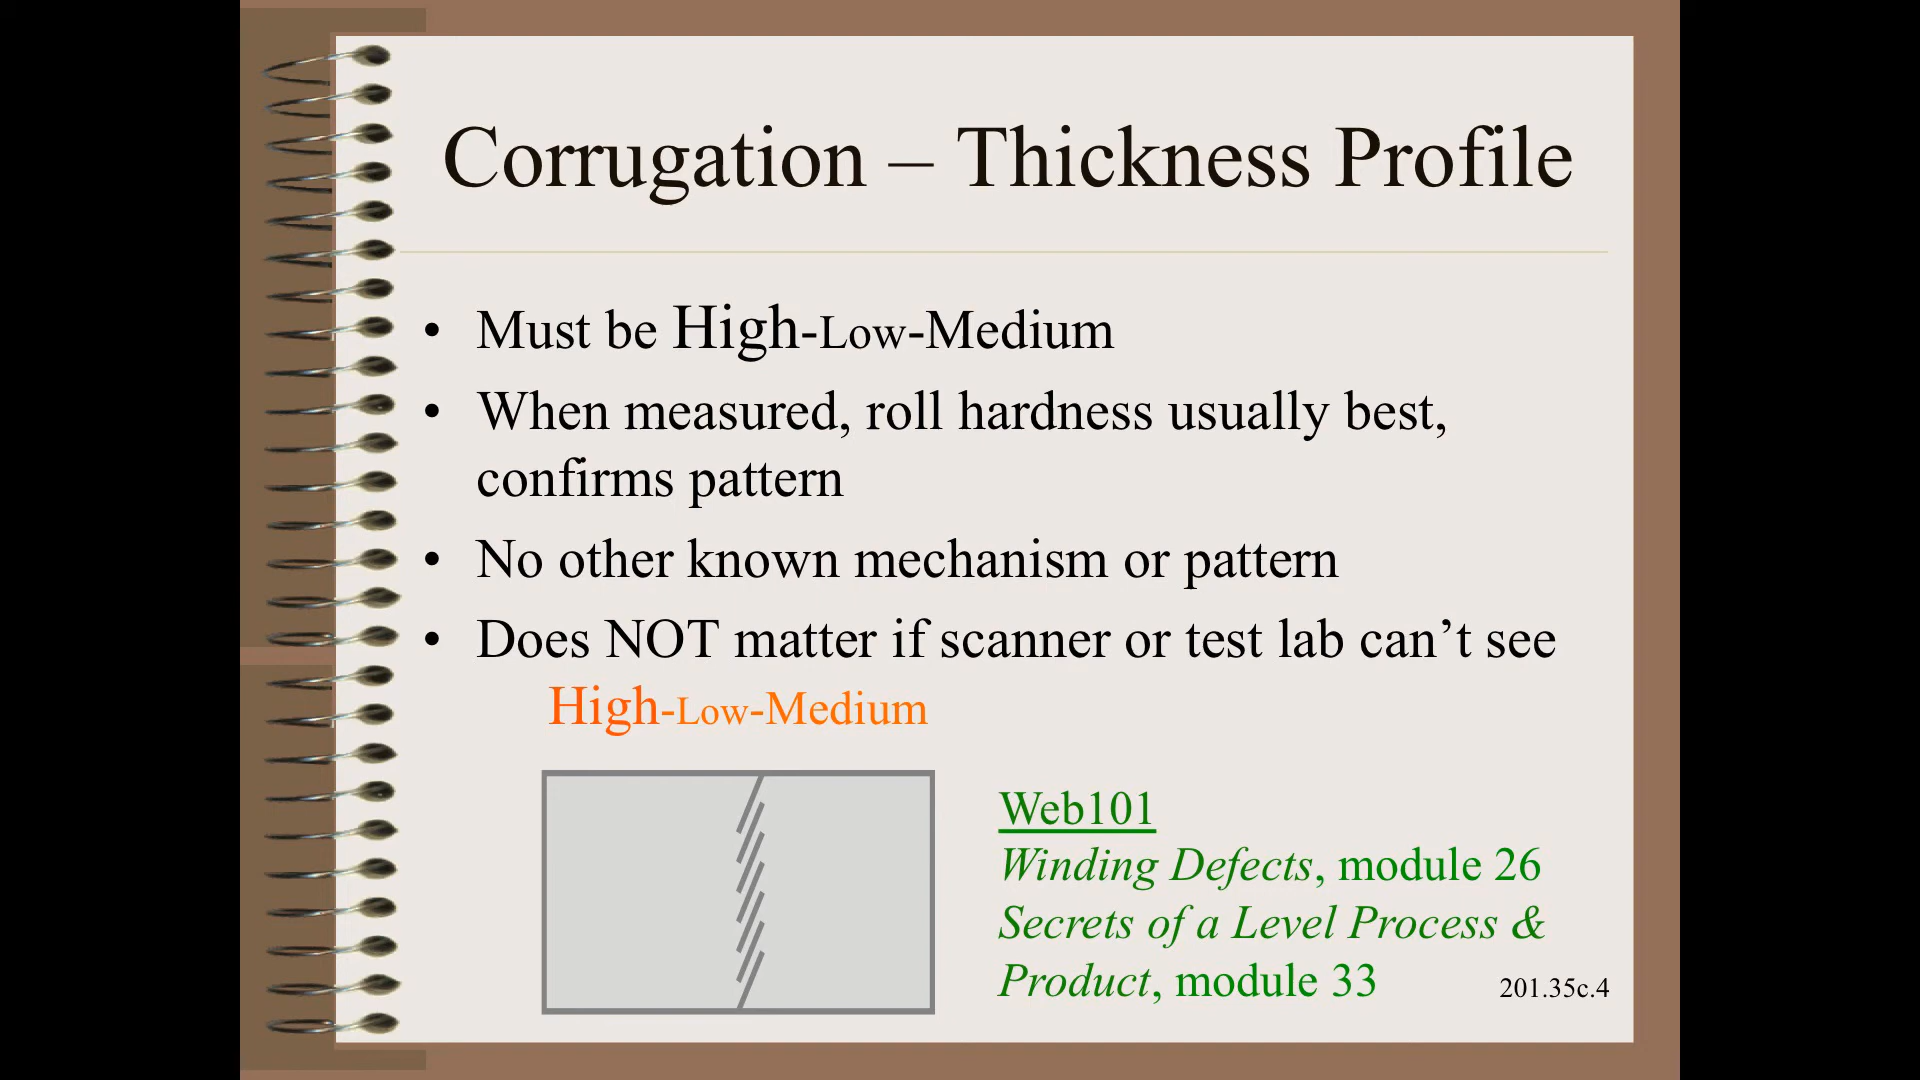 Corrugation – Thickness Profile
• Must be High-Low-Medium
• When measured, roll hardness usually best,
confirms pattern
• No other known mechanism or pattern
• Does NOT matter if scanner or test lab can’t see
High-Low-Medium
Web101
Winding Defects, module 26
Secrets of a Level Process &
Product, module 33
201.35c.4